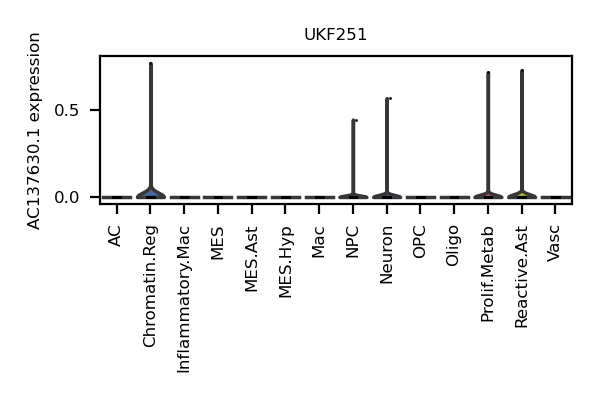 UKF251
AC137630.1 expression
0.5
0.0
AC
Chromatin.Reg
Inflammatory.Mac
MES
MES.Ast
MES.Hyp
Mac
NPC
Neuron
OPC
Oligo
Prolif.Metab
Reactive.Ast
Vasc